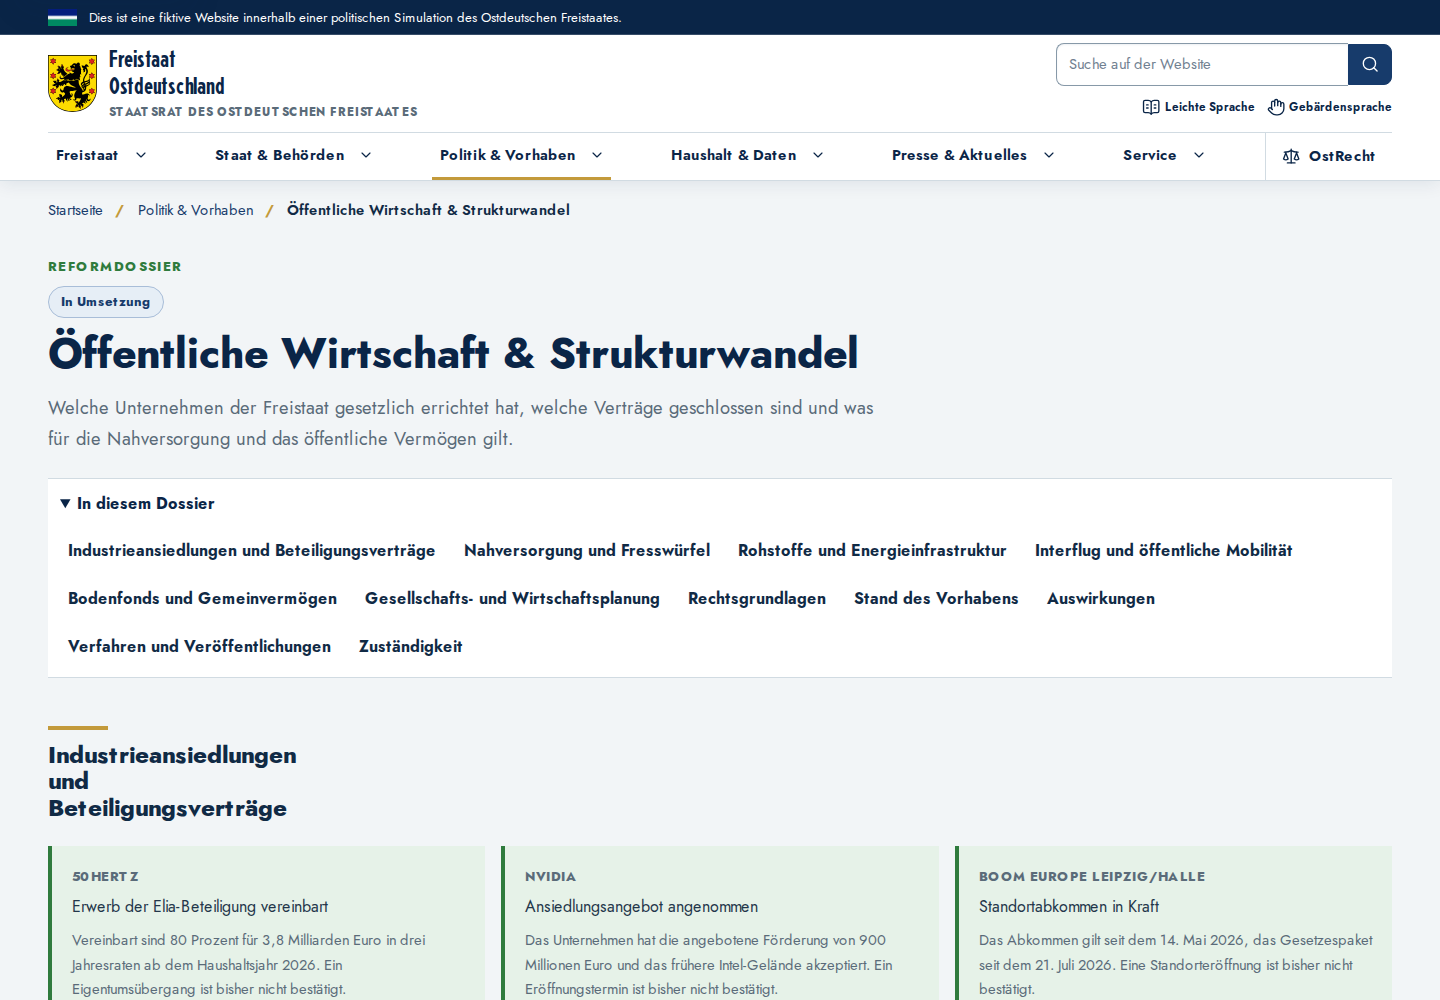 Dies ist eine fiktive Website innerhalb einer politischen Simulation des Ostdeutschen Freistaates.
Freistaat
Ostdeutschland
STAATSRAT DES OSTDEUTSCHEN FREISTAATES
Suche auf der Website
Leichte Sprache
Gebärdensprache
Freistaat
Staat & Behörden
Politik & Vorhaben
Haushalt & Daten
Presse & Aktuelles
Service
OstRecht
Startseite / Politik & Vorhaben / Öffentliche Wirtschaft & Strukturwandel
REFORMDOSSIER
In Umsetzung
Öffentliche Wirtschaft & Strukturwandel
Welche Unternehmen der Freistaat gesetzlich errichtet hat, welche Verträge geschlossen sind und was
für die Nahversorgung und das öffentliche Vermögen gilt.
In diesem Dossier
Industrieansiedlungen und Beteiligungsverträge
Nahversorgung und Fresswürfel
Rohstoffe und Energieinfrastruktur
Interflug und öffentliche Mobilität
Bodenfonds und Gemeinvermögen
Gesellschafts- und Wirtschaftsplanung
Rechtsgrundlagen
Stand des Vorhabens
Auswirkungen
Verfahren und Veröffentlichungen
Zuständigkeit
Industrieansiedlungen
und
Beteiligungsverträge
50HERTZ
Erwerb der Elia-Beteiligung vereinbart
Vereinbart sind 80 Prozent für 3,8 Milliarden Euro in drei
Jahresraten ab dem Haushaltsjahr 2026. Ein
Eigentumsübergang ist bisher nicht bestätigt.
NVIDIA
Ansiedlungsangebot angenommen
Das Unternehmen hat die angebotene Förderung von 900
Millionen Euro und das frühere Intel-Gelände akzeptiert. Ein
Eröffnungstermin ist bisher nicht bestätigt.
BOOM EUROPE LEIPZIG/HALLE
Standortabkommen in Kraft
Das Abkommen gilt seit dem 14. Mai 2026, das Gesetzespaket
seit dem 21. Juli 2026. Eine Standorteröffnung ist bisher nicht
bestätigt.